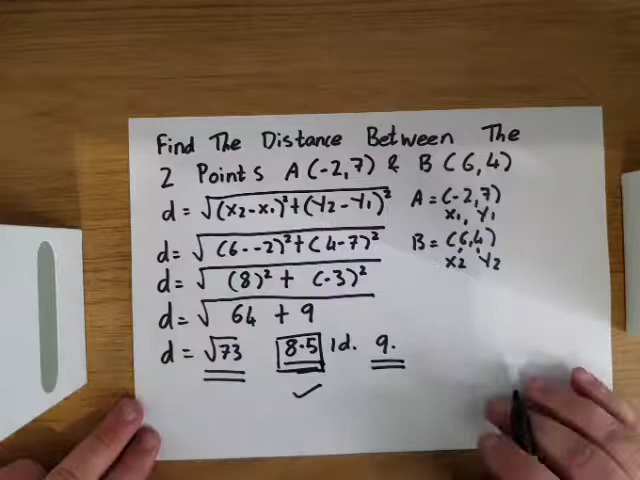 Find The Distance Between The
2 Points A(-2,7) & B(6,4)
d=√(x2-x1)²+(Y2-Y1)² A=(-2,7)
x1, Y1
d=√(6--2)²+(4-7)² B=(6,4)
x2 Y2
d=√(8)²+(-3)²
d=√64+9
d=√73 8.5 1d. 9.